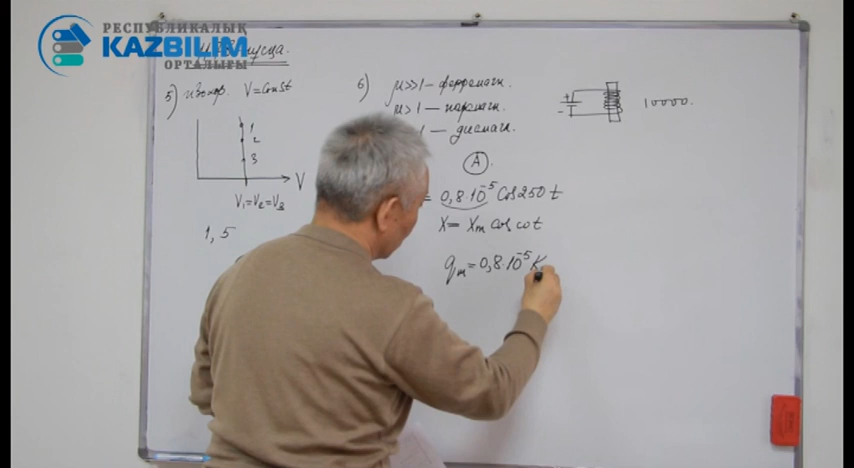 РЕСПУБЛИКАЛЫҚ
KAZBILIM
ОРТАЛЫҒЫ
5) изохор. V=Const
1
2
3
V
V₁=V₂=V₃
1, 5
6) μ>>1 – ферромагн.
μ>1 – парамагн.
1 – диамагн.
+
-
10000.
A.
= 0,8·10⁻⁵ Cos250t
X= Xₘ cos ωt
qₘ=0,8·10⁻⁵ К